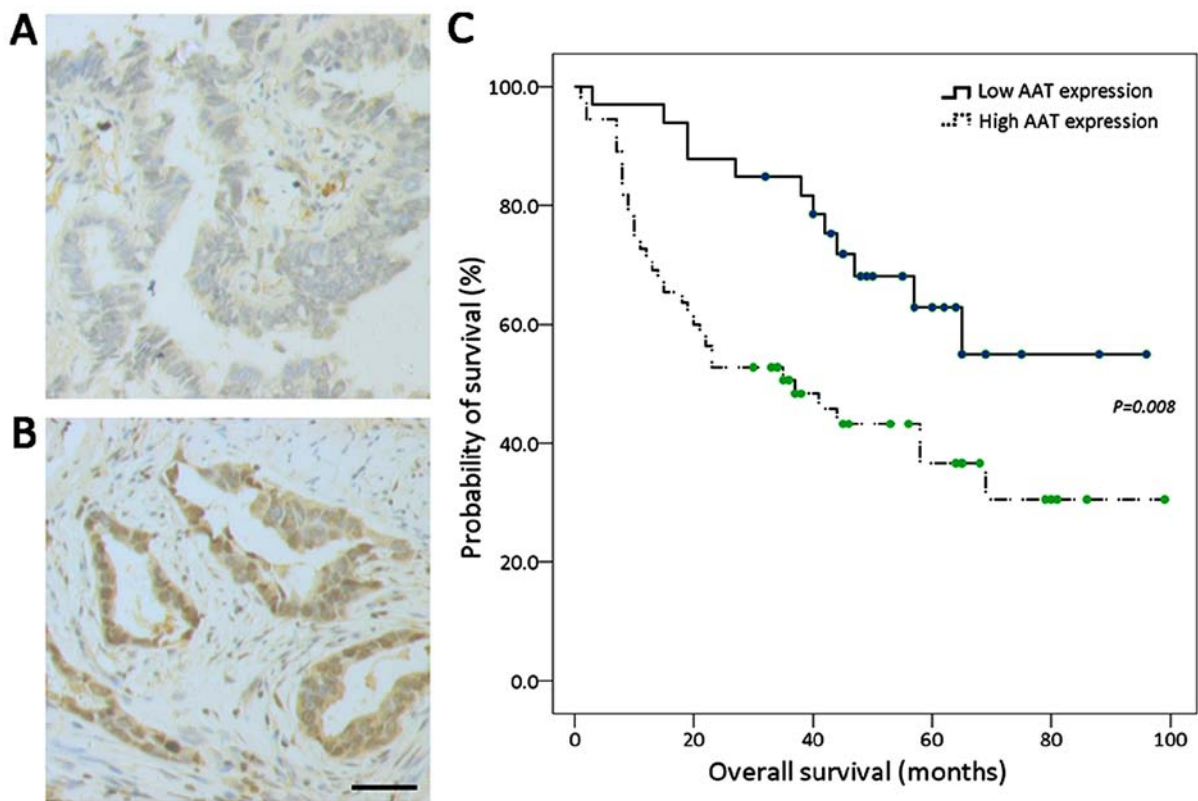 A
B
C
Low AAT expression
High AAT expression
100.0
80.0
60.0
40.0
20.0
0.0
Probability of survival (%)
P=0.008
0 20 40 60 80 100
Overall survival (months)